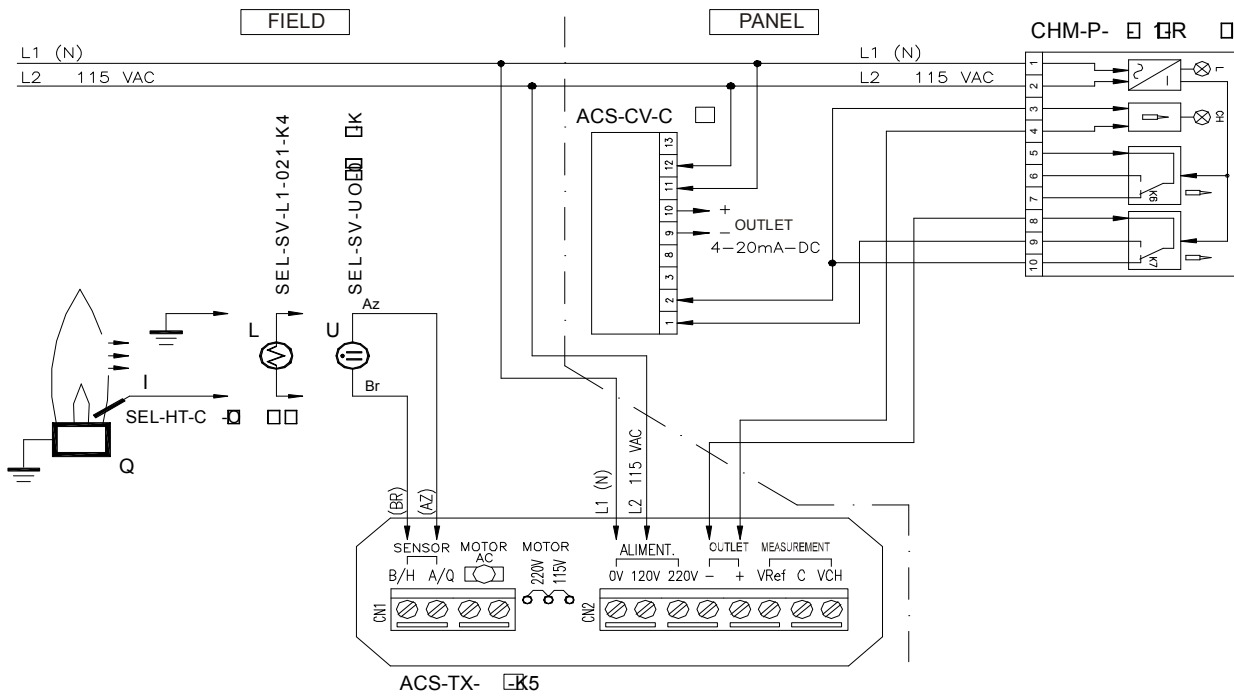 FIELD
PANEL
L1 (N)
L2 115 VAC
L1 (N)
L2 115 VAC
CHM-P-
ACS-CV-C
13
12
11
10
9
8
3
2
1
+
− OUTLET
4-20mA-DC
1
2
3
4
5
6
7
8
9
10
L
CH
K6
K7
SEL-SV-L1-021-K4
SEL-SV-UO
-K
L
U
Az
Br
I
SEL-HT-C
Q
(BR)
(AZ)
L1 (N)
L2 115 VAC
SENSOR
B/H A/Q
MOTOR
AC
MOTOR
220V
115V
ALIMENT.
0V 120V 220V
OUTLET
− +
MEASUREMENT
VRef C VCH
CN1
CN2
ACS-TX-